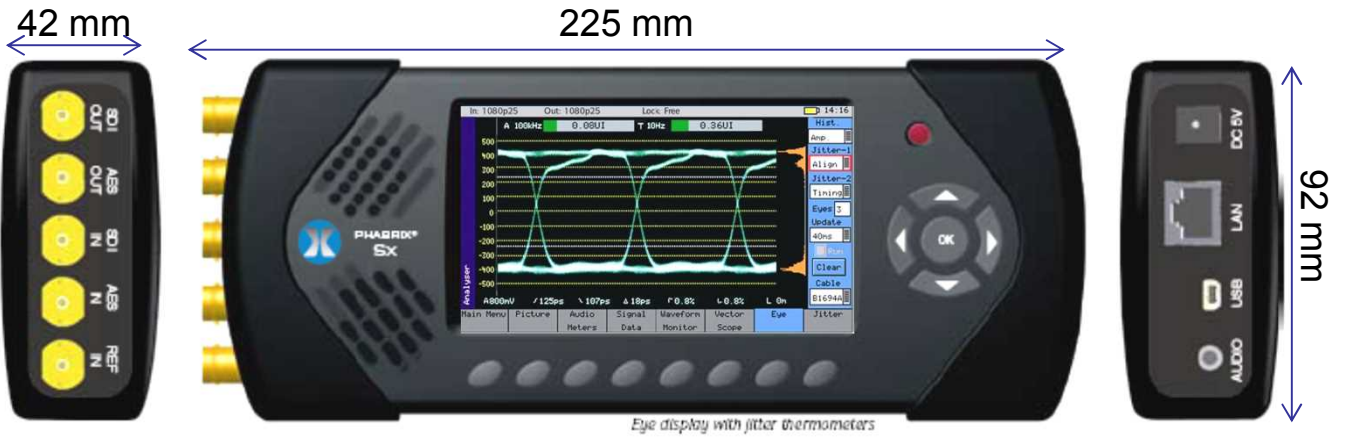 42 mm
225 mm
SDI OUT
AES OUT
SDI IN
AES IN
REF IN
PHABRIX®
Sx
In: 1080p25 Out: 1080p25 Lock Free 14:16
A 100kHz 0.08UI T 10Hz 0.36UI
500
400
300
200
100
0
-100
-200
-300
-400
-500
Analyser
A800mV /125ps \107ps Δ18ps 0.8% 0.8% L 0m
Hist.
Amp.
Jitter-1
Align
Jitter-2
Timing
Eyes 3
Update
40ms
Run
Clear
Cable
B1694A
Main Menu Picture Audio Meters Signal Data Waveform Monitor Vector Scope Eye Jitter
OK
DC 5V
LAN
USB
AUDIO
92 mm
Eye display with jitter thermometers